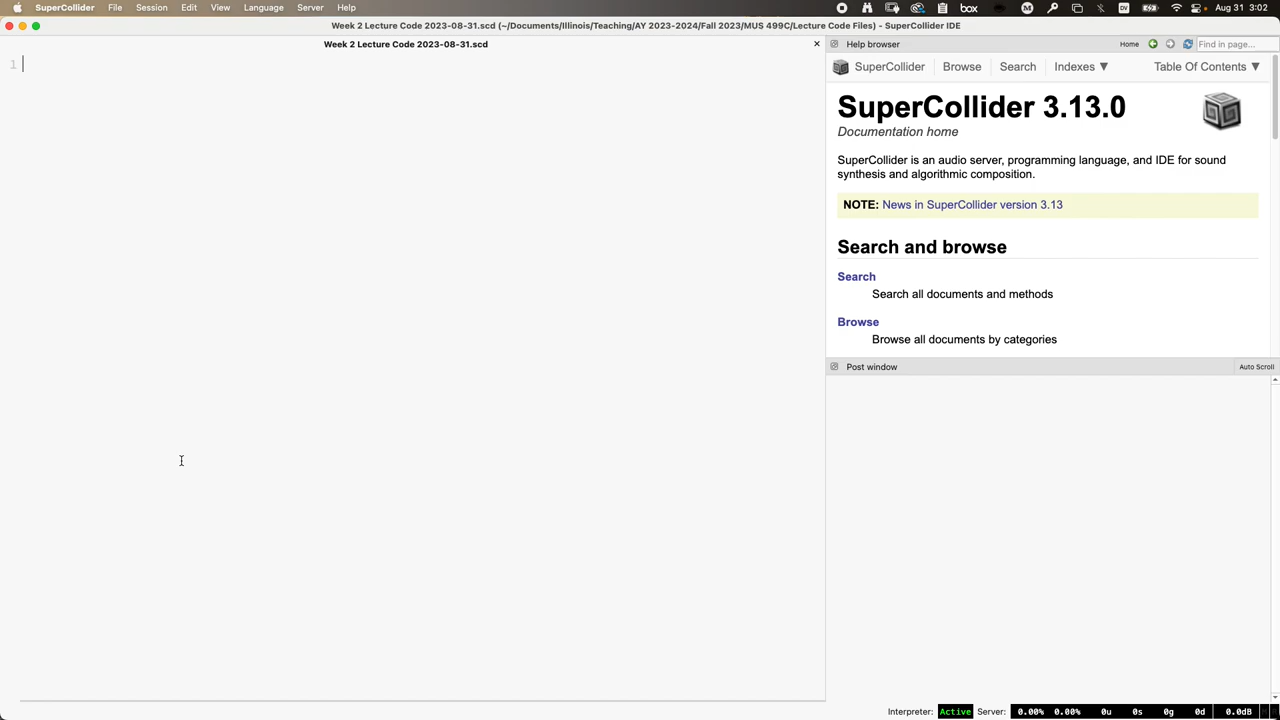 SuperCollider File Session Edit View Language Server Help box Aug 31 3:02
Week 2 Lecture Code 2023-08-31.scd (~/Documents/Illinois/Teaching/AY 2023-2024/Fall 2023/MUS 499C/Lecture Code Files) - SuperCollider IDE
Week 2 Lecture Code 2023-08-31.scd
1
Help browser Home Find in page...
SuperCollider Browse Search Indexes ▼ Table Of Contents ▼
SuperCollider 3.13.0
Documentation home
SuperCollider is an audio server, programming language, and IDE for sound
synthesis and algorithmic composition.
NOTE: News in SuperCollider version 3.13
Search and browse
Search
Search all documents and methods
Browse
Browse all documents by categories
Post window Auto Scroll
Interpreter: Active Server: 0.00% 0.00% 0u 0s 0g 0d 0.0dB